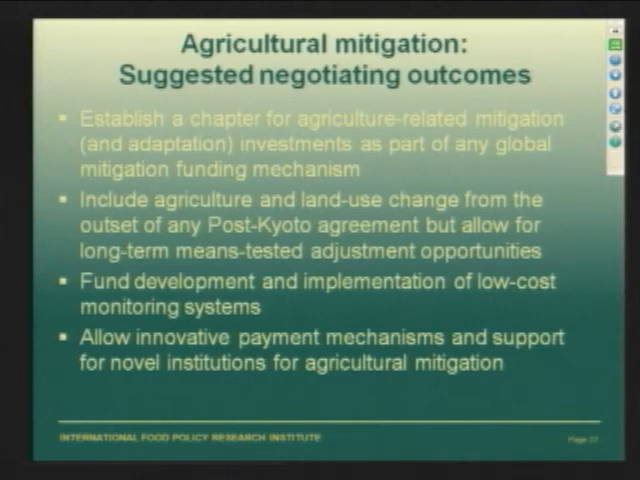 Agricultural mitigation:
Suggested negotiating outcomes
▪ Establish a chapter for agriculture-related mitigation
(and adaptation) investments as part of any global
mitigation funding mechanism
▪ Include agriculture and land-use change from the
outset of any Post-Kyoto agreement but allow for
long-term means-tested adjustment opportunities
▪ Fund development and implementation of low-cost
monitoring systems
▪ Allow innovative payment mechanisms and support
for novel institutions for agricultural mitigation
INTERNATIONAL FOOD POLICY RESEARCH INSTITUTE
Page 27